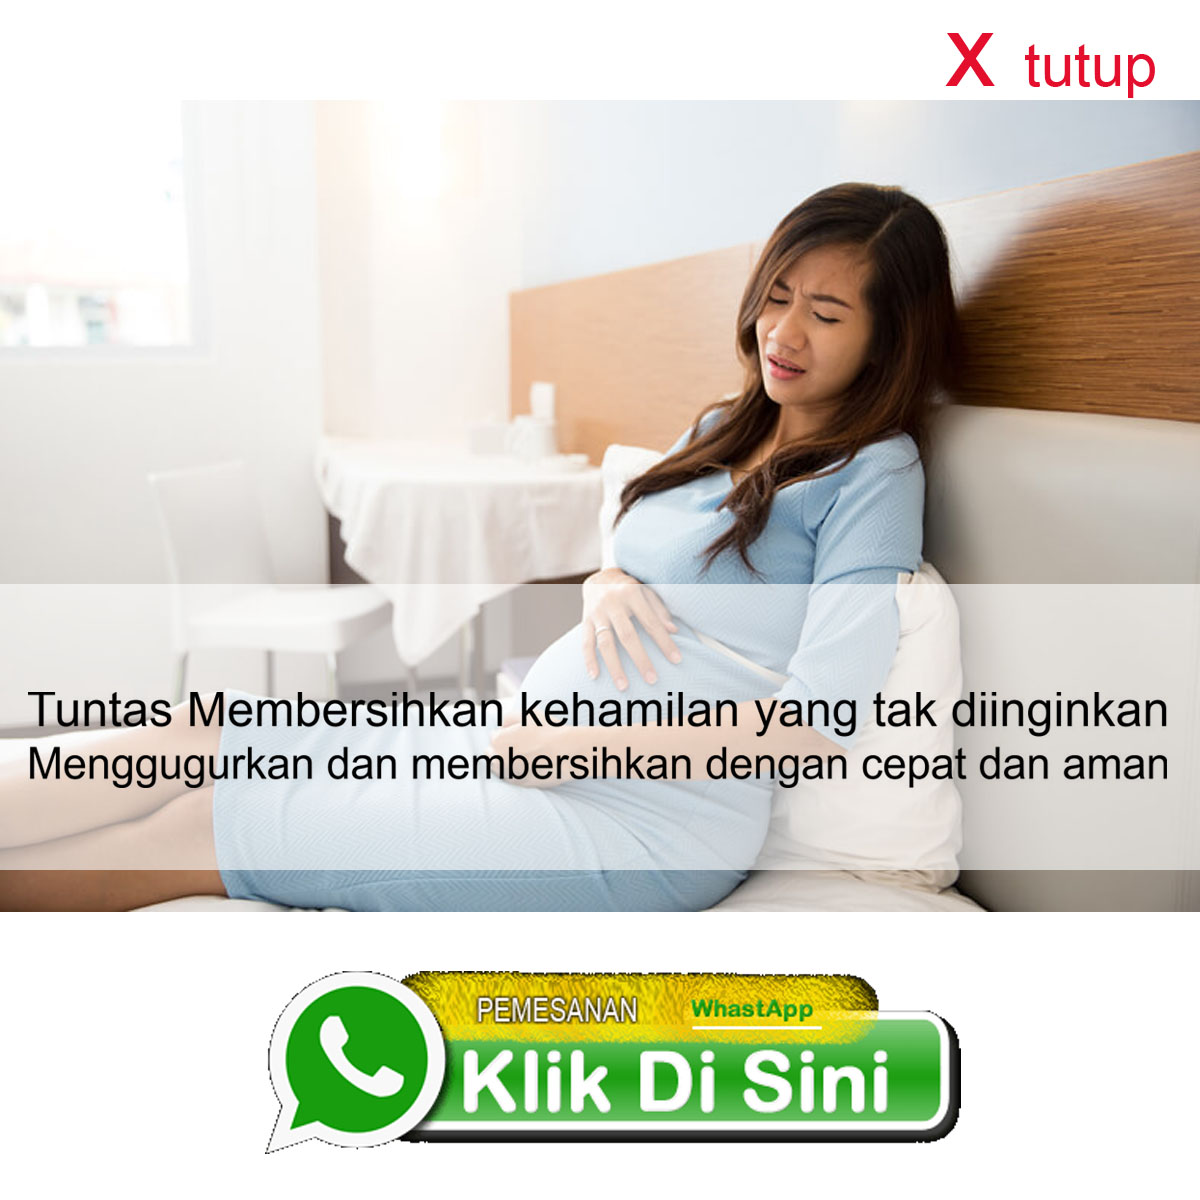 X tutup
Tuntas Membersihkan kehamilan yang tak diinginkan
Menggugurkan dan membersihkan dengan cepat dan aman
PEMESANAN WhastApp
Klik Di Sini